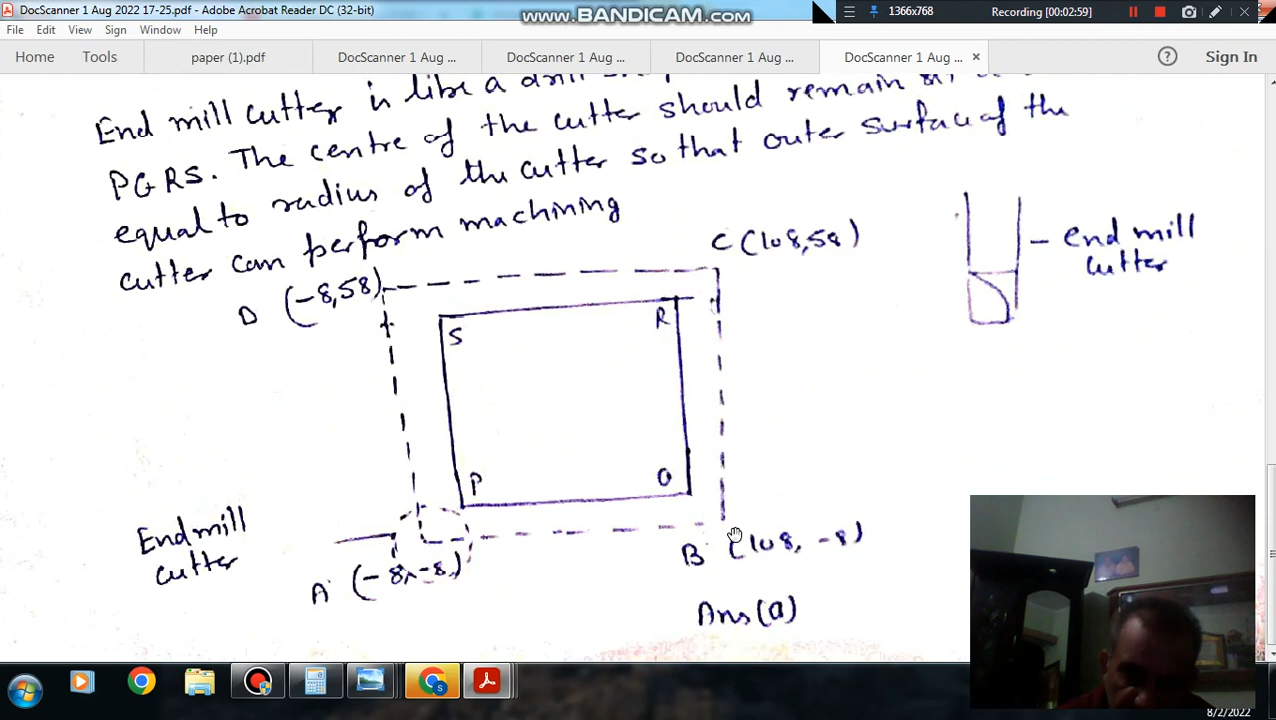 DocScanner 1 Aug 2022 17-25.pdf - Adobe Acrobat Reader DC (32-bit)
www.BANDICAM.com
1366x768
Recording [00:02:59]
File Edit View Sign Window Help
Home Tools paper (1).pdf DocScanner 1 Aug ... DocScanner 1 Aug ... DocScanner 1 Aug ... DocScanner 1 Aug ... × Sign In
End mill cutter is like a drill
PQRS. The centre of the cutter should remain at
equal to radius of the cutter so that outer surface of the
cutter can perform machining
C (108,58)
- end mill
cutter
D (-8,58)
S
R
P
Q
End mill
cutter
A (-8,-8)
B (108, -8)
Ans (a)
8/2/2022